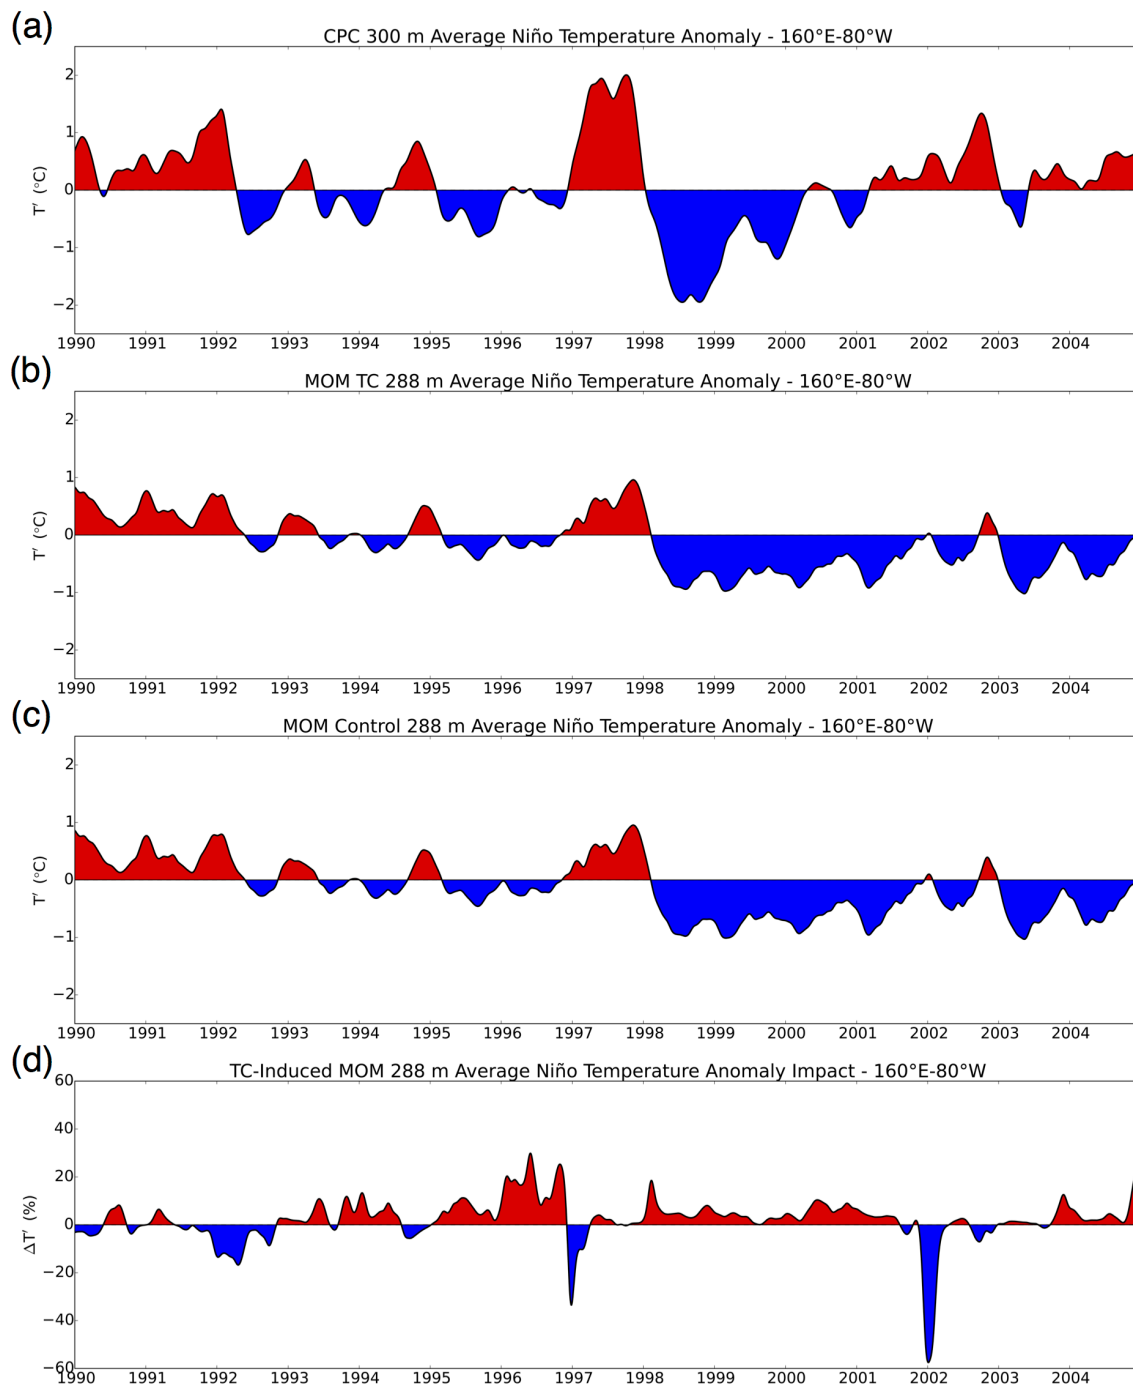 (a)
CPC 300 m Average Niño Temperature Anomaly - 160°E-80°W
T′ (°C)
2
1
0
−1
−2
1990 1991 1992 1993 1994 1995 1996 1997 1998 1999 2000 2001 2002 2003 2004
(b)
MOM TC 288 m Average Niño Temperature Anomaly - 160°E-80°W
T′ (°C)
2
1
0
−1
−2
1990 1991 1992 1993 1994 1995 1996 1997 1998 1999 2000 2001 2002 2003 2004
(c)
MOM Control 288 m Average Niño Temperature Anomaly - 160°E-80°W
T′ (°C)
2
1
0
−1
−2
1990 1991 1992 1993 1994 1995 1996 1997 1998 1999 2000 2001 2002 2003 2004
(d)
TC-Induced MOM 288 m Average Niño Temperature Anomaly Impact - 160°E-80°W
ΔT′ (%)
60
40
20
0
−20
−40
−60
1990 1991 1992 1993 1994 1995 1996 1997 1998 1999 2000 2001 2002 2003 2004